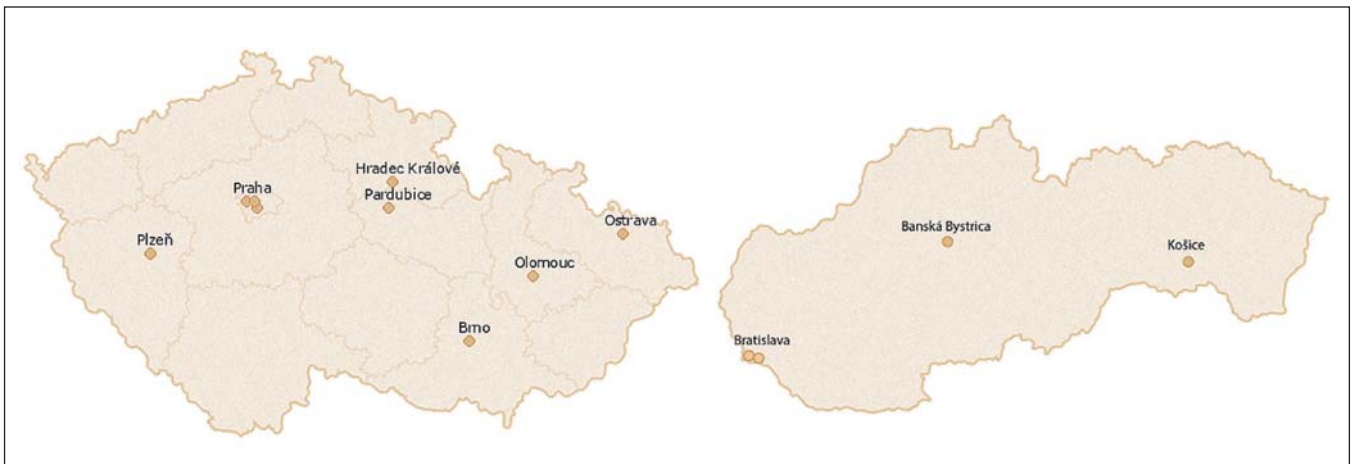 Hradec Králové
Praha
Pardubice
Plzeň
Ostrava
Olomouc
Brno
Banská Bystrica
Košice
Bratislava